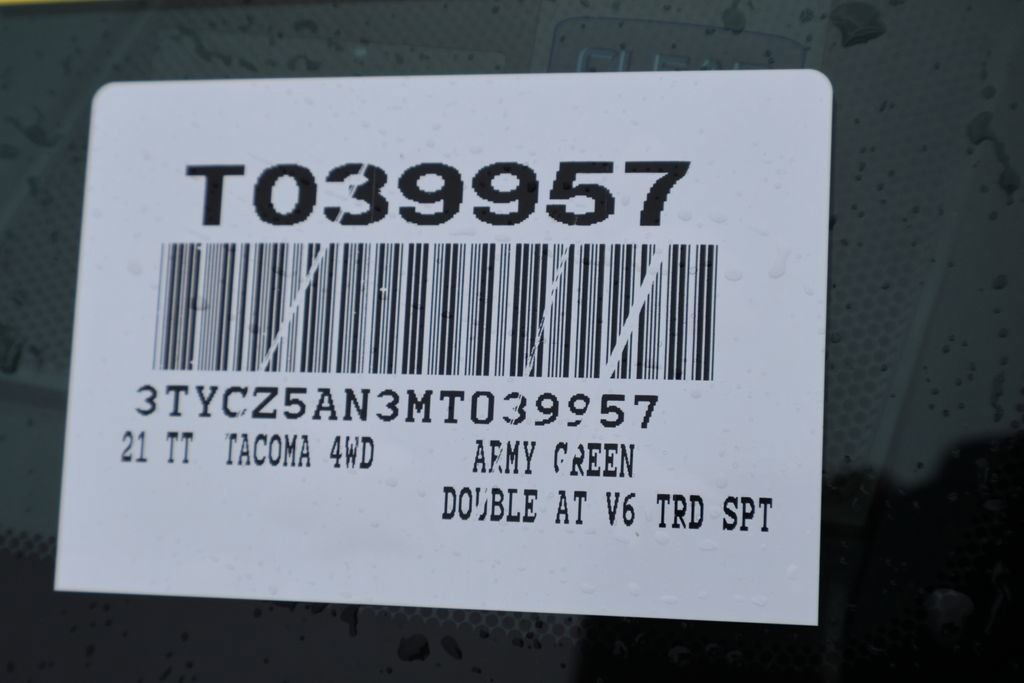 T039957
3TYCZ5AN3MT039957
21 TT TACOMA 4WD ARMY GREEN
DOUBLE AT V6 TRD SPT